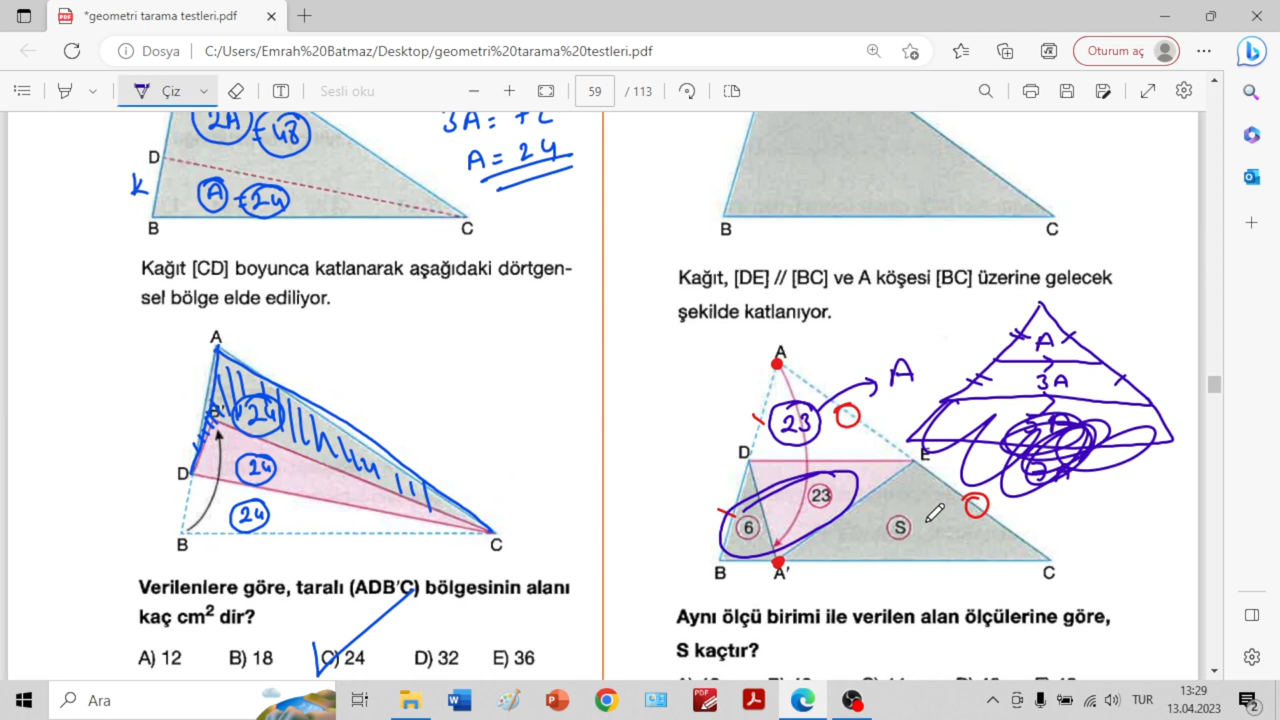 *geometri tarama testleri.pdf
Dosya
C:/Users/Emrah%20Batmaz/Desktop/geometri%20tarama%20testleri.pdf
Oturum aç
Çiz
Sesli oku
59 / 113
2A = 48
A = 24
D
k
B
C
A = 24
Kağıt [CD] boyunca katlanarak aşağıdaki dörtgen-
sel bölge elde ediliyor.
A
B'
D
B
C
24
24
24
Verilenlere göre, taralı (ADB'C) bölgesinin alanı
kaç cm² dir?
A) 12 B) 18 C) 24 D) 32 E) 36
B
C
Kağıt, [DE] // [BC] ve A köşesi [BC] üzerine gelecek
şekilde katlanıyor.
A
23
A
A
3A
D
E
23
6
S
B
A'
C
Aynı ölçü birimi ile verilen alan ölçülerine göre,
S kaçtır?
Ara
TUR
13:29
13.04.2023
2